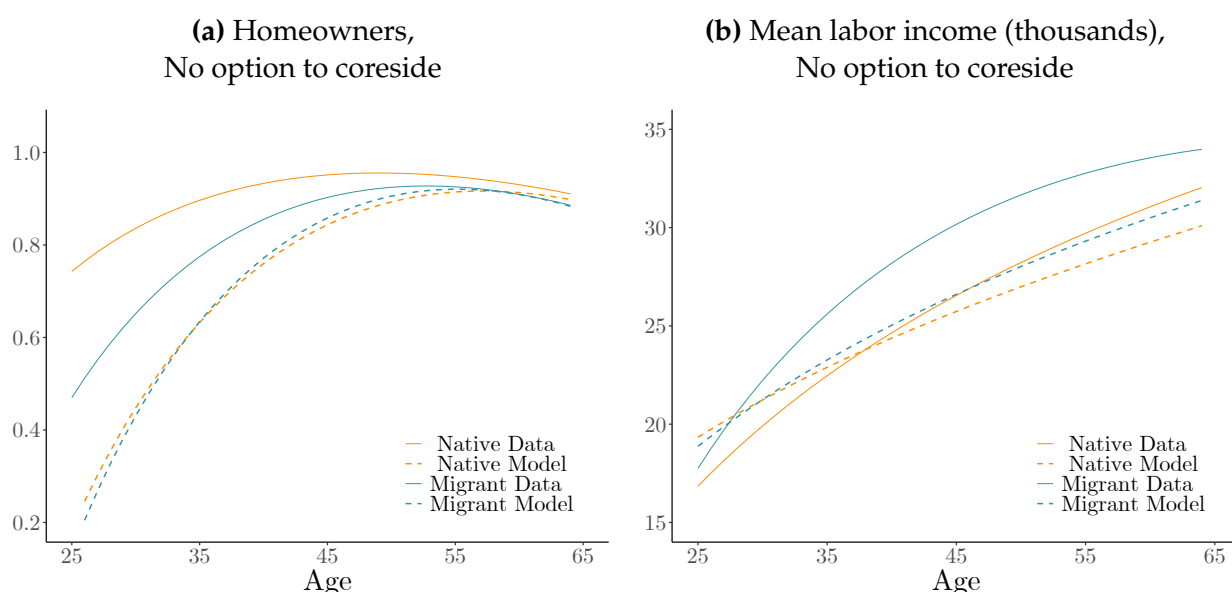 (a) Homeowners,
No option to coreside
1.0
0.8
0.6
0.4
0.2
25 35 45 55 65
Age
Native Data
Native Model
Migrant Data
Migrant Model
(b) Mean labor income (thousands),
No option to coreside
35
30
25
20
15
25 35 45 55 65
Age
Native Data
Native Model
Migrant Data
Migrant Model